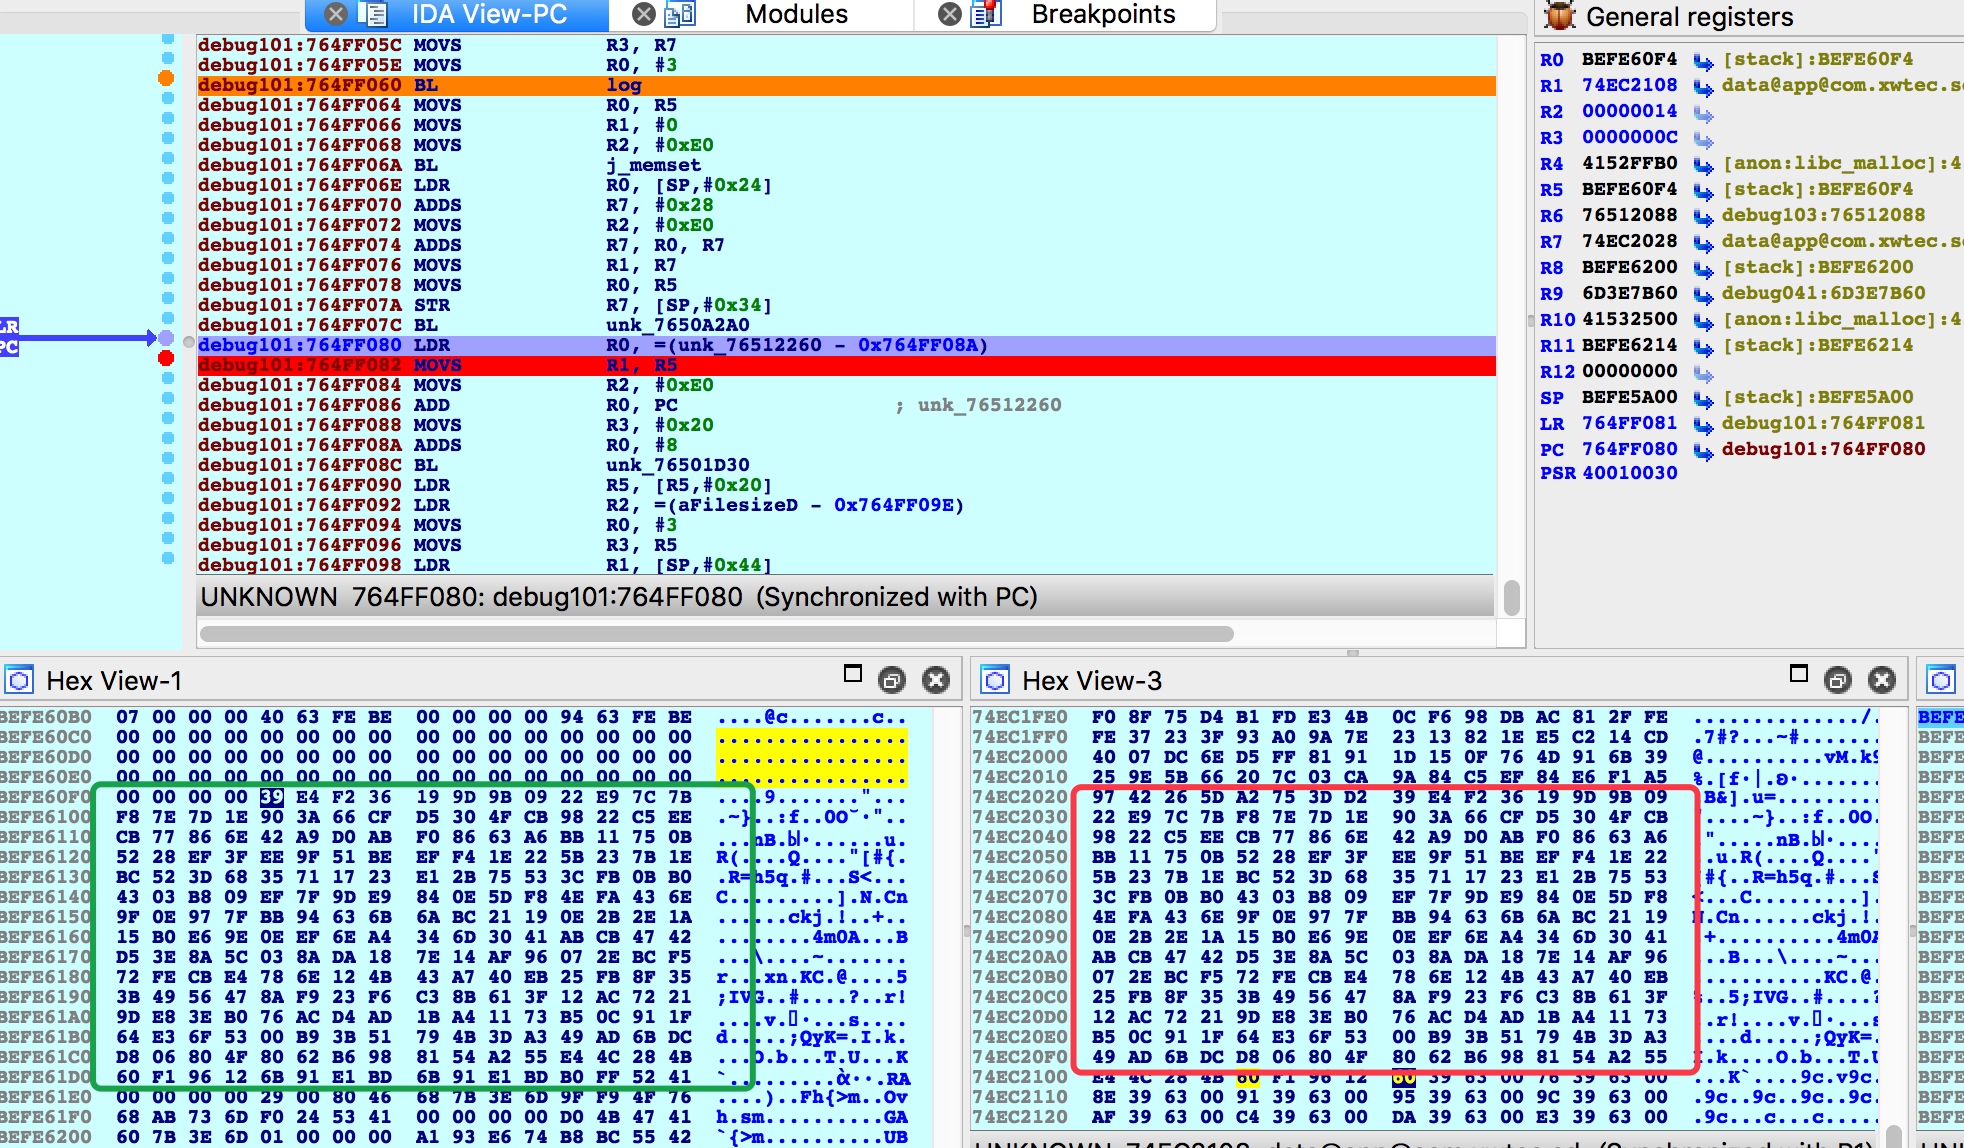 IDA View-PC Modules Breakpoints General registers
debug101:764FF05C MOVS R3, R7
debug101:764FF05E MOVS R0, #3
debug101:764FF060 BL log
debug101:764FF064 MOVS R0, R5
debug101:764FF066 MOVS R1, #0
debug101:764FF068 MOVS R2, #0xE0
debug101:764FF06A BL j_memset
debug101:764FF06E LDR R0, [SP,#0x24]
debug101:764FF070 ADDS R7, #0x28
debug101:764FF072 MOVS R2, #0xE0
debug101:764FF074 ADDS R7, R0, R7
debug101:764FF076 MOVS R1, R7
debug101:764FF078 MOVS R0, R5
debug101:764FF07A STR R7, [SP,#0x34]
debug101:764FF07C BL unk_7650A2A0
debug101:764FF080 LDR R0, =(unk_76512260 - 0x764FF08A)
debug101:764FF082 MOVS R1, R5
debug101:764FF084 MOVS R2, #0xE0
debug101:764FF086 ADD R0, PC ; unk_76512260
debug101:764FF088 MOVS R3, #0x20
debug101:764FF08A ADDS R0, #8
debug101:764FF08C BL unk_76501D30
debug101:764FF090 LDR R5, [R5,#0x20]
debug101:764FF092 LDR R2, =(aFilesizeD - 0x764FF09E)
debug101:764FF094 MOVS R0, #3
debug101:764FF096 MOVS R3, R5
debug101:764FF098 LDR R1, [SP,#0x44]
UNKNOWN 764FF080: debug101:764FF080 (Synchronized with PC)
LR
PC
R0 BEFE60F4 [stack]:BEFE60F4
R1 74EC2108 data@app@com.xwtec.s
R2 00000014
R3 0000000C
R4 4152FFB0 [anon:libc_malloc]:4
R5 BEFE60F4 [stack]:BEFE60F4
R6 76512088 debug103:76512088
R7 74EC2028 data@app@com.xwtec.s
R8 BEFE6200 [stack]:BEFE6200
R9 6D3E7B60 debug041:6D3E7B60
R10 41532500 [anon:libc_malloc]:4
R11 BEFE6214 [stack]:BEFE6214
R12 00000000
SP BEFE5A00 [stack]:BEFE5A00
LR 764FF081 debug101:764FF081
PC 764FF080 debug101:764FF080
PSR 40010030
Hex View-1
BEFE60B0 07 00 00 00 40 63 FE BE 00 00 00 00 94 63 FE BE ....@c.......c..
BEFE60C0 00 00 00 00 00 00 00 00 00 00 00 00 00 00 00 00 ................
BEFE60D0 00 00 00 00 00 00 00 00 00 00 00 00 00 00 00 00 ................
BEFE60E0 00 00 00 00 00 00 00 00 00 00 00 00 00 00 00 00 ................
BEFE60F0 00 00 00 00 39 E4 F2 36 19 9D 9B 09 22 E9 7C 7B
BEFE6100 F8 7E 7D 1E 90 3A 66 CF D5 30 4F CB 98 22 C5 EE
BEFE6110 CB 77 86 6E 42 A9 D0 AB F0 86 63 A6 BB 11 75 0B
BEFE6120 52 28 EF 3F EE 9F 51 BE EF F4 1E 22 5B 23 7B 1E
BEFE6130 BC 52 3D 68 35 71 17 23 E1 2B 75 53 3C FB 0B B0
BEFE6140 43 03 B8 09 EF 7F 9D E9 84 0E 5D F8 4E FA 43 6E
BEFE6150 9F 0E 97 7F BB 94 63 6B 6A BC 21 19 0E 2B 2E 1A
BEFE6160 15 B0 E6 9E 0E EF 6E A4 34 6D 30 41 AB CB 47 42
BEFE6170 D5 3E 8A 5C 03 8A DA 18 7E 14 AF 96 07 2E BC F5
BEFE6180 72 FE CB E4 78 6E 12 4B 43 A7 40 EB 25 FB 8F 35
BEFE6190 3B 49 56 47 8A F9 23 F6 C3 8B 61 3F 12 AC 72 21
BEFE61A0 9D E8 3E B0 76 AC D4 AD 1B A4 11 73 B5 0C 91 1F
BEFE61B0 64 E3 6F 53 00 B9 3B 51 79 4B 3D A3 49 AD 6B DC
BEFE61C0 D8 06 80 4F 80 62 B6 98 81 54 A2 55 E4 4C 28 4B
BEFE61D0 60 F1 96 12 6B 91 E1 BD 6B 91 E1 BD B0 FF 52 41
BEFE61E0 00 00 00 00 29 00 80 46 68 7B 3E 6D 9F F9 4F 76 ....)..Fh{>m..Ov
BEFE61F0 68 AB 73 6D F0 24 53 41 00 00 00 00 D0 4B 47 41
BEFE6200 60 7B 3E 6D 01 00 00 00 A1 93 E6 74 B8 BC 55 42
Hex View-3
74EC1FE0 F0 8F 75 D4 B1 FD E3 4B 0C F6 98 DB AC 81 2F FE
74EC1FF0 FE 37 23 3F 93 A0 9A 7E 23 13 82 1E E5 C2 14 CD
74EC2000 40 07 DC 6E D5 FF 81 91 1D 15 0F 76 4D 91 6B 39
74EC2010 25 9E 5B 66 20 7C 03 CA 9A 84 C5 EF 84 E6 F1 A5
74EC2020 97 42 26 5D A2 75 3D D2 39 E4 F2 36 19 9D 9B 09
74EC2030 22 E9 7C 7B F8 7E 7D 1E 90 3A 66 CF D5 30 4F CB
74EC2040 98 22 C5 EE CB 77 86 6E 42 A9 D0 AB F0 86 63 A6
74EC2050 BB 11 75 0B 52 28 EF 3F EE 9F 51 BE EF F4 1E 22
74EC2060 5B 23 7B 1E BC 52 3D 68 35 71 17 23 E1 2B 75 53
74EC2070 3C FB 0B B0 43 03 B8 09 EF 7F 9D E9 84 0E 5D F8
74EC2080 4E FA 43 6E 9F 0E 97 7F BB 94 63 6B 6A BC 21 19
74EC2090 0E 2B 2E 1A 15 B0 E6 9E 0E EF 6E A4 34 6D 30 41
74EC20A0 AB CB 47 42 D5 3E 8A 5C 03 8A DA 18 7E 14 AF 96
74EC20B0 07 2E BC F5 72 FE CB E4 78 6E 12 4B 43 A7 40 EB
74EC20C0 25 FB 8F 35 3B 49 56 47 8A F9 23 F6 C3 8B 61 3F
74EC20D0 12 AC 72 21 9D E8 3E B0 76 AC D4 AD 1B A4 11 73
74EC20E0 B5 0C 91 1F 64 E3 6F 53 00 B9 3B 51 79 4B 3D A3
74EC20F0 49 AD 6B DC D8 06 80 4F 80 62 B6 98 81 54 A2 55
74EC2100 E4 4C 28 4B 60 F1 96 12 60 39 63 00 76 39 63 00
74EC2110 8E 39 63 00 91 39 63 00 95 39 63 00 9C 39 63 00
74EC2120 AF 39 63 00 C4 39 63 00 DA 39 63 00 E3 39 63 00